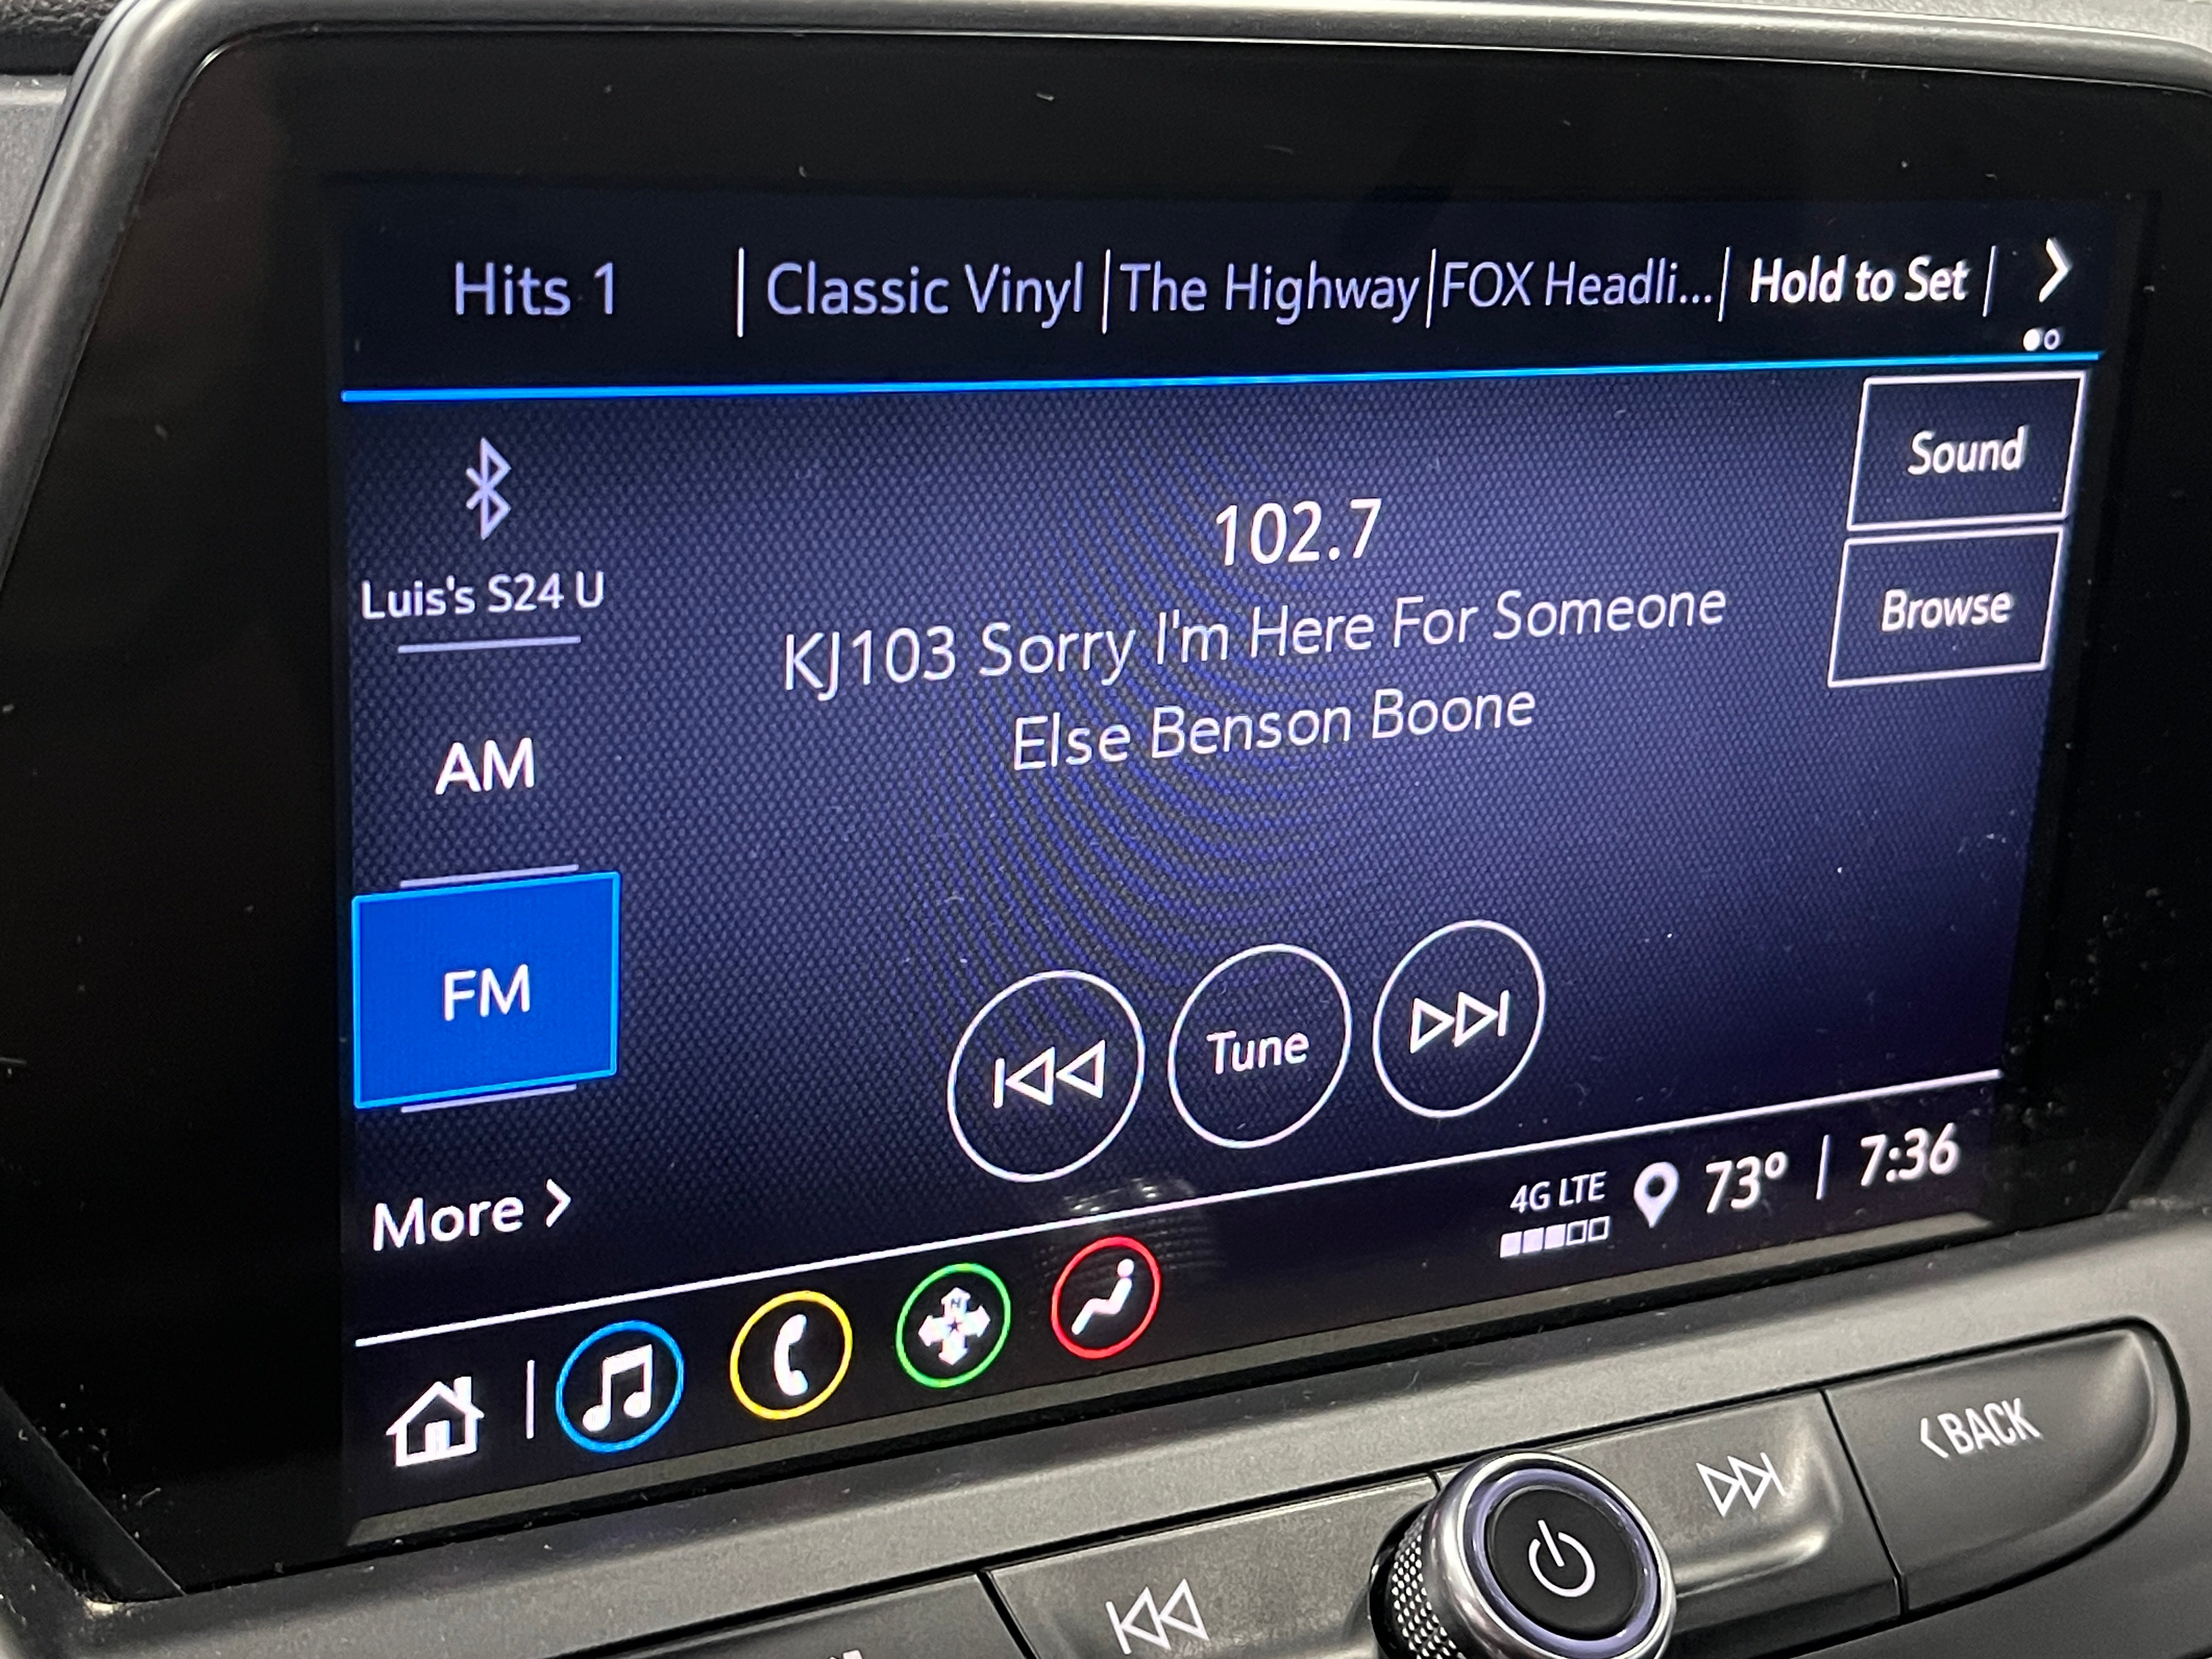 Hits 1 | Classic Vinyl | The Highway | FOX Headli... | Hold to Set |
Luis's S24 U
AM
FM
More >
102.7
KJ103 Sorry I'm Here For Someone
Else Benson Boone
Sound
Browse
Tune
4G LTE
73° | 7:36
N
BACK